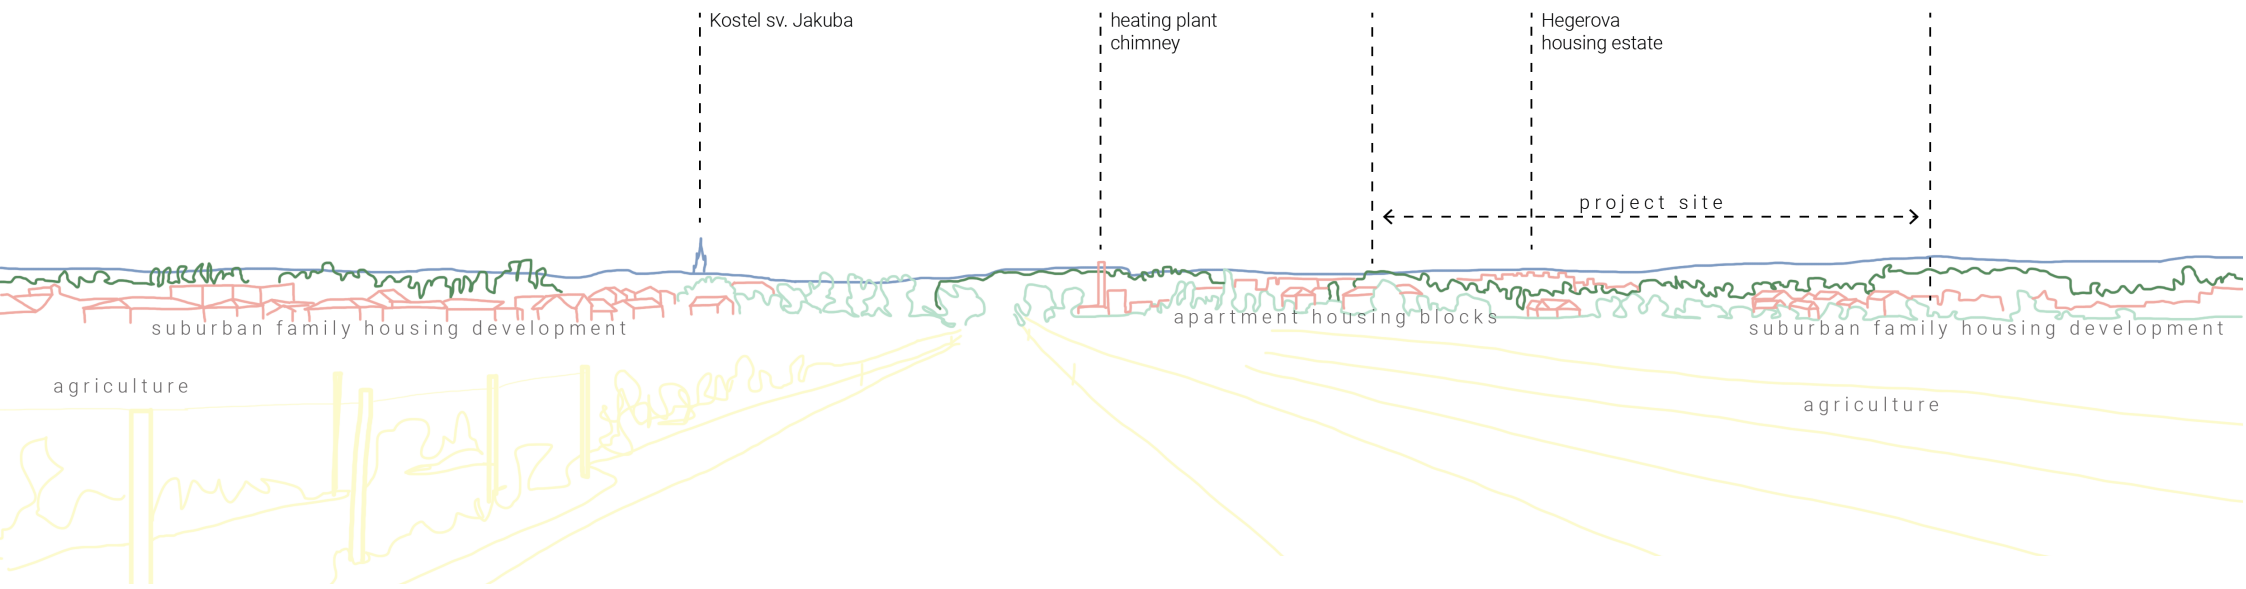 Kostel sv. Jakuba
heating plant
chimney
Hegerova
housing estate
project site
apartment housing blocks
suburban family housing development
suburban family housing development
agriculture
agriculture